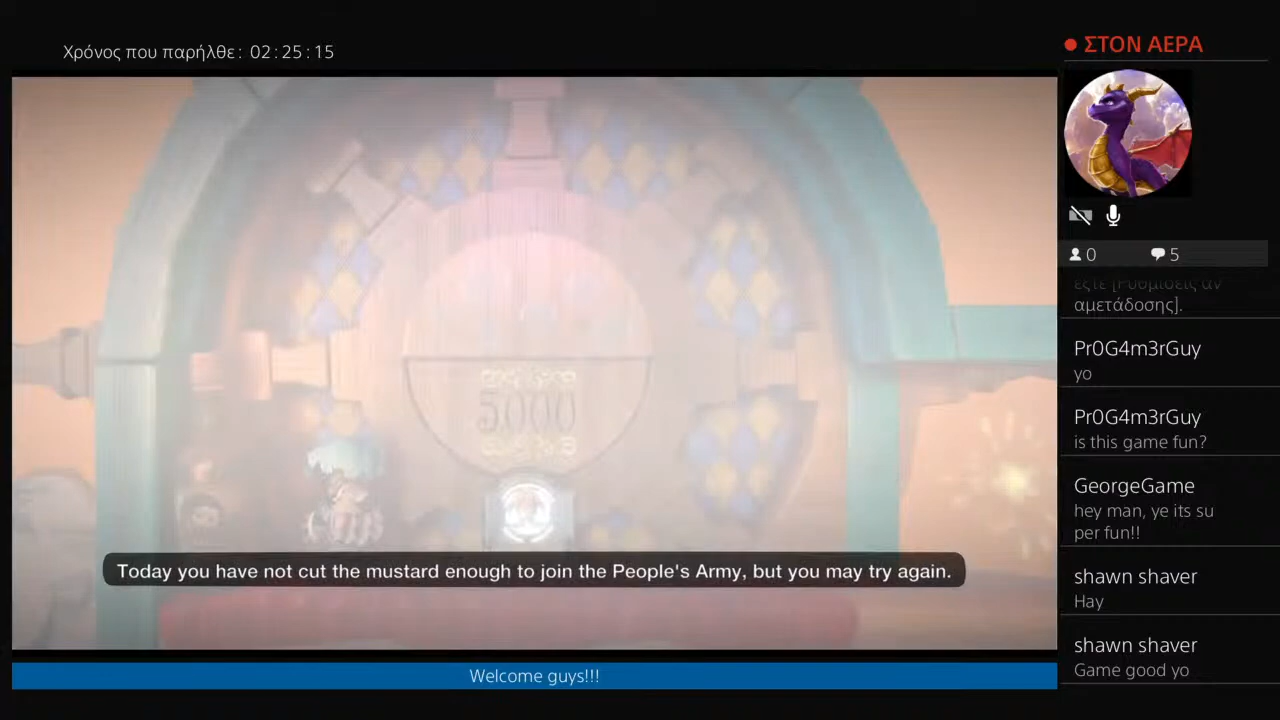 Χρόνος που παρήλθε: 02:25:15
ΣΤΟΝ ΑΕΡΑ
5000
Today you have not cut the mustard enough to join the People's Army, but you may try again.
Welcome guys!!!
0 5
αμετάδοσης].
Pr0G4m3rGuy
yo
Pr0G4m3rGuy
is this game fun?
GeorgeGame
hey man, ye its su
per fun!!
shawn shaver
Hay
shawn shaver
Game good yo